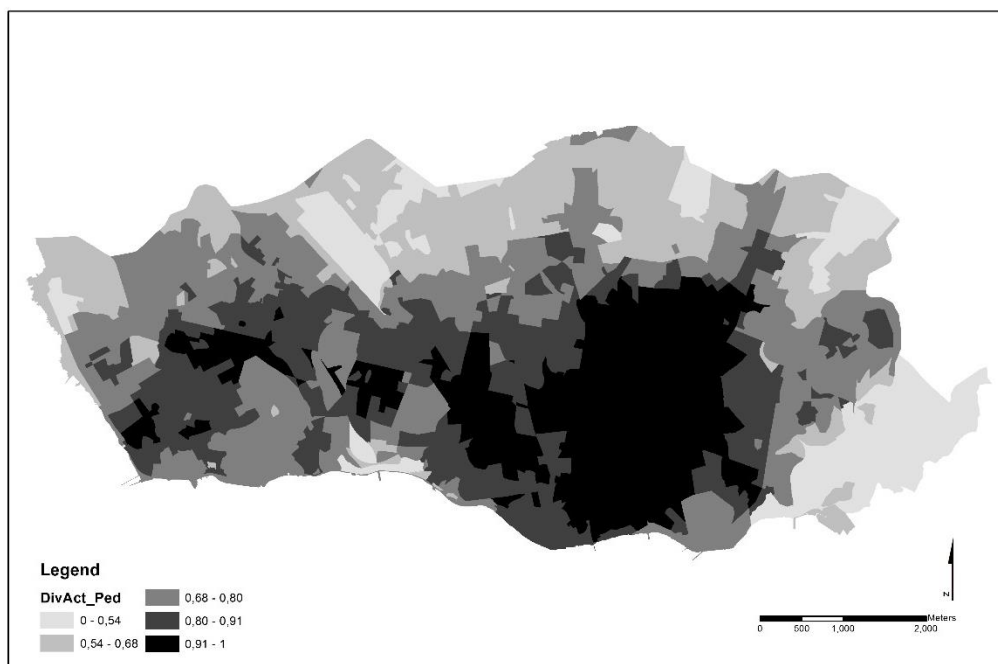 Legend
DivAct_Ped
0 - 0,54
0,54 - 0,68
0,68 - 0,80
0,80 - 0,91
0,91 - 1
N
Meters
0 500 1,000 2,000